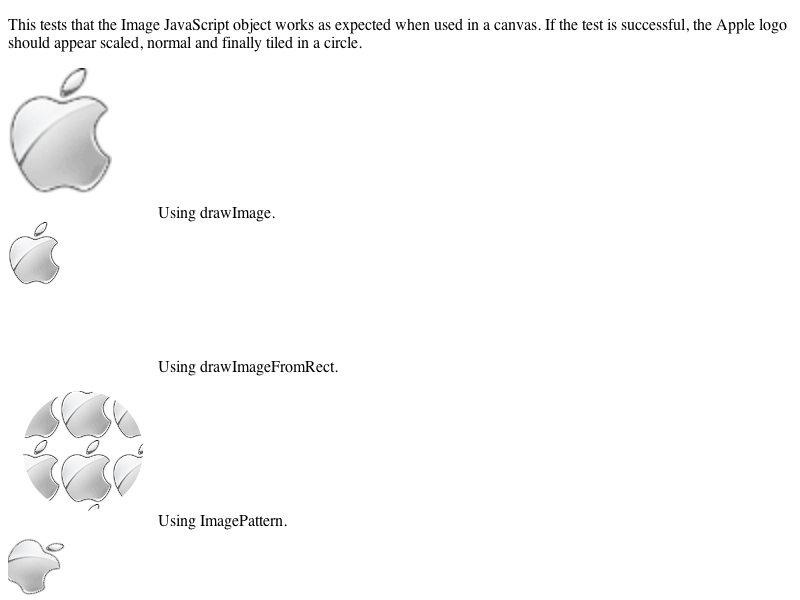 This tests that the Image JavaScript object works as expected when used in a canvas. If the test is successful, the Apple logo
should appear scaled, normal and finally tiled in a circle.
Using drawImage.
Using drawImageFromRect.
Using ImagePattern.